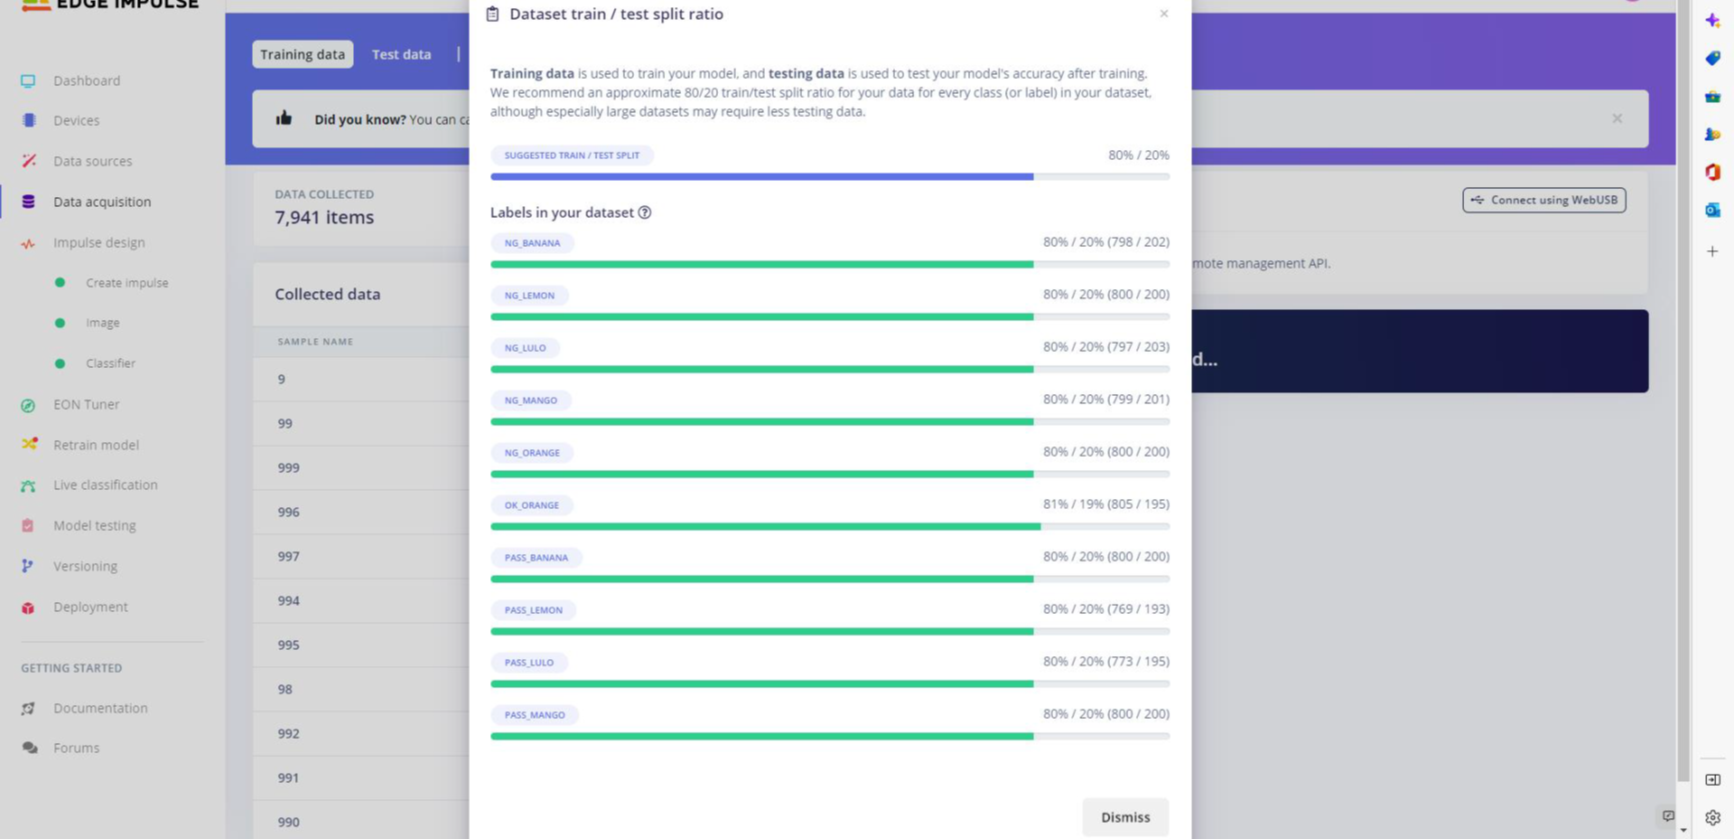 EDGE IMPULSE
Dashboard
Devices
Data sources
Data acquisition
Impulse design
Create impulse
Image
Classifier
EON Tuner
Retrain model
Live classification
Model testing
Versioning
Deployment
GETTING STARTED
Documentation
Forums
Training data
Test data
Did you know? You can ca
DATA COLLECTED
7,941 items
Collected data
SAMPLE NAME
9
99
999
996
997
994
995
98
992
991
990
Dataset train / test split ratio
Training data is used to train your model, and testing data is used to test your model's accuracy after training.
We recommend an approximate 80/20 train/test split ratio for your data for every class (or label) in your dataset,
although especially large datasets may require less testing data.
SUGGESTED TRAIN / TEST SPLIT 80% / 20%
Labels in your dataset
NG_BANANA 80% / 20% (798 / 202)
NG_LEMON 80% / 20% (800 / 200)
NG_LULO 80% / 20% (797 / 203)
NG_MANGO 80% / 20% (799 / 201)
NG_ORANGE 80% / 20% (800 / 200)
OK_ORANGE 81% / 19% (805 / 195)
PASS_BANANA 80% / 20% (800 / 200)
PASS_LEMON 80% / 20% (769 / 193)
PASS_LULO 80% / 20% (773 / 195)
PASS_MANGO 80% / 20% (800 / 200)
Dismiss
Connect using WebUSB
mote management API.
d...